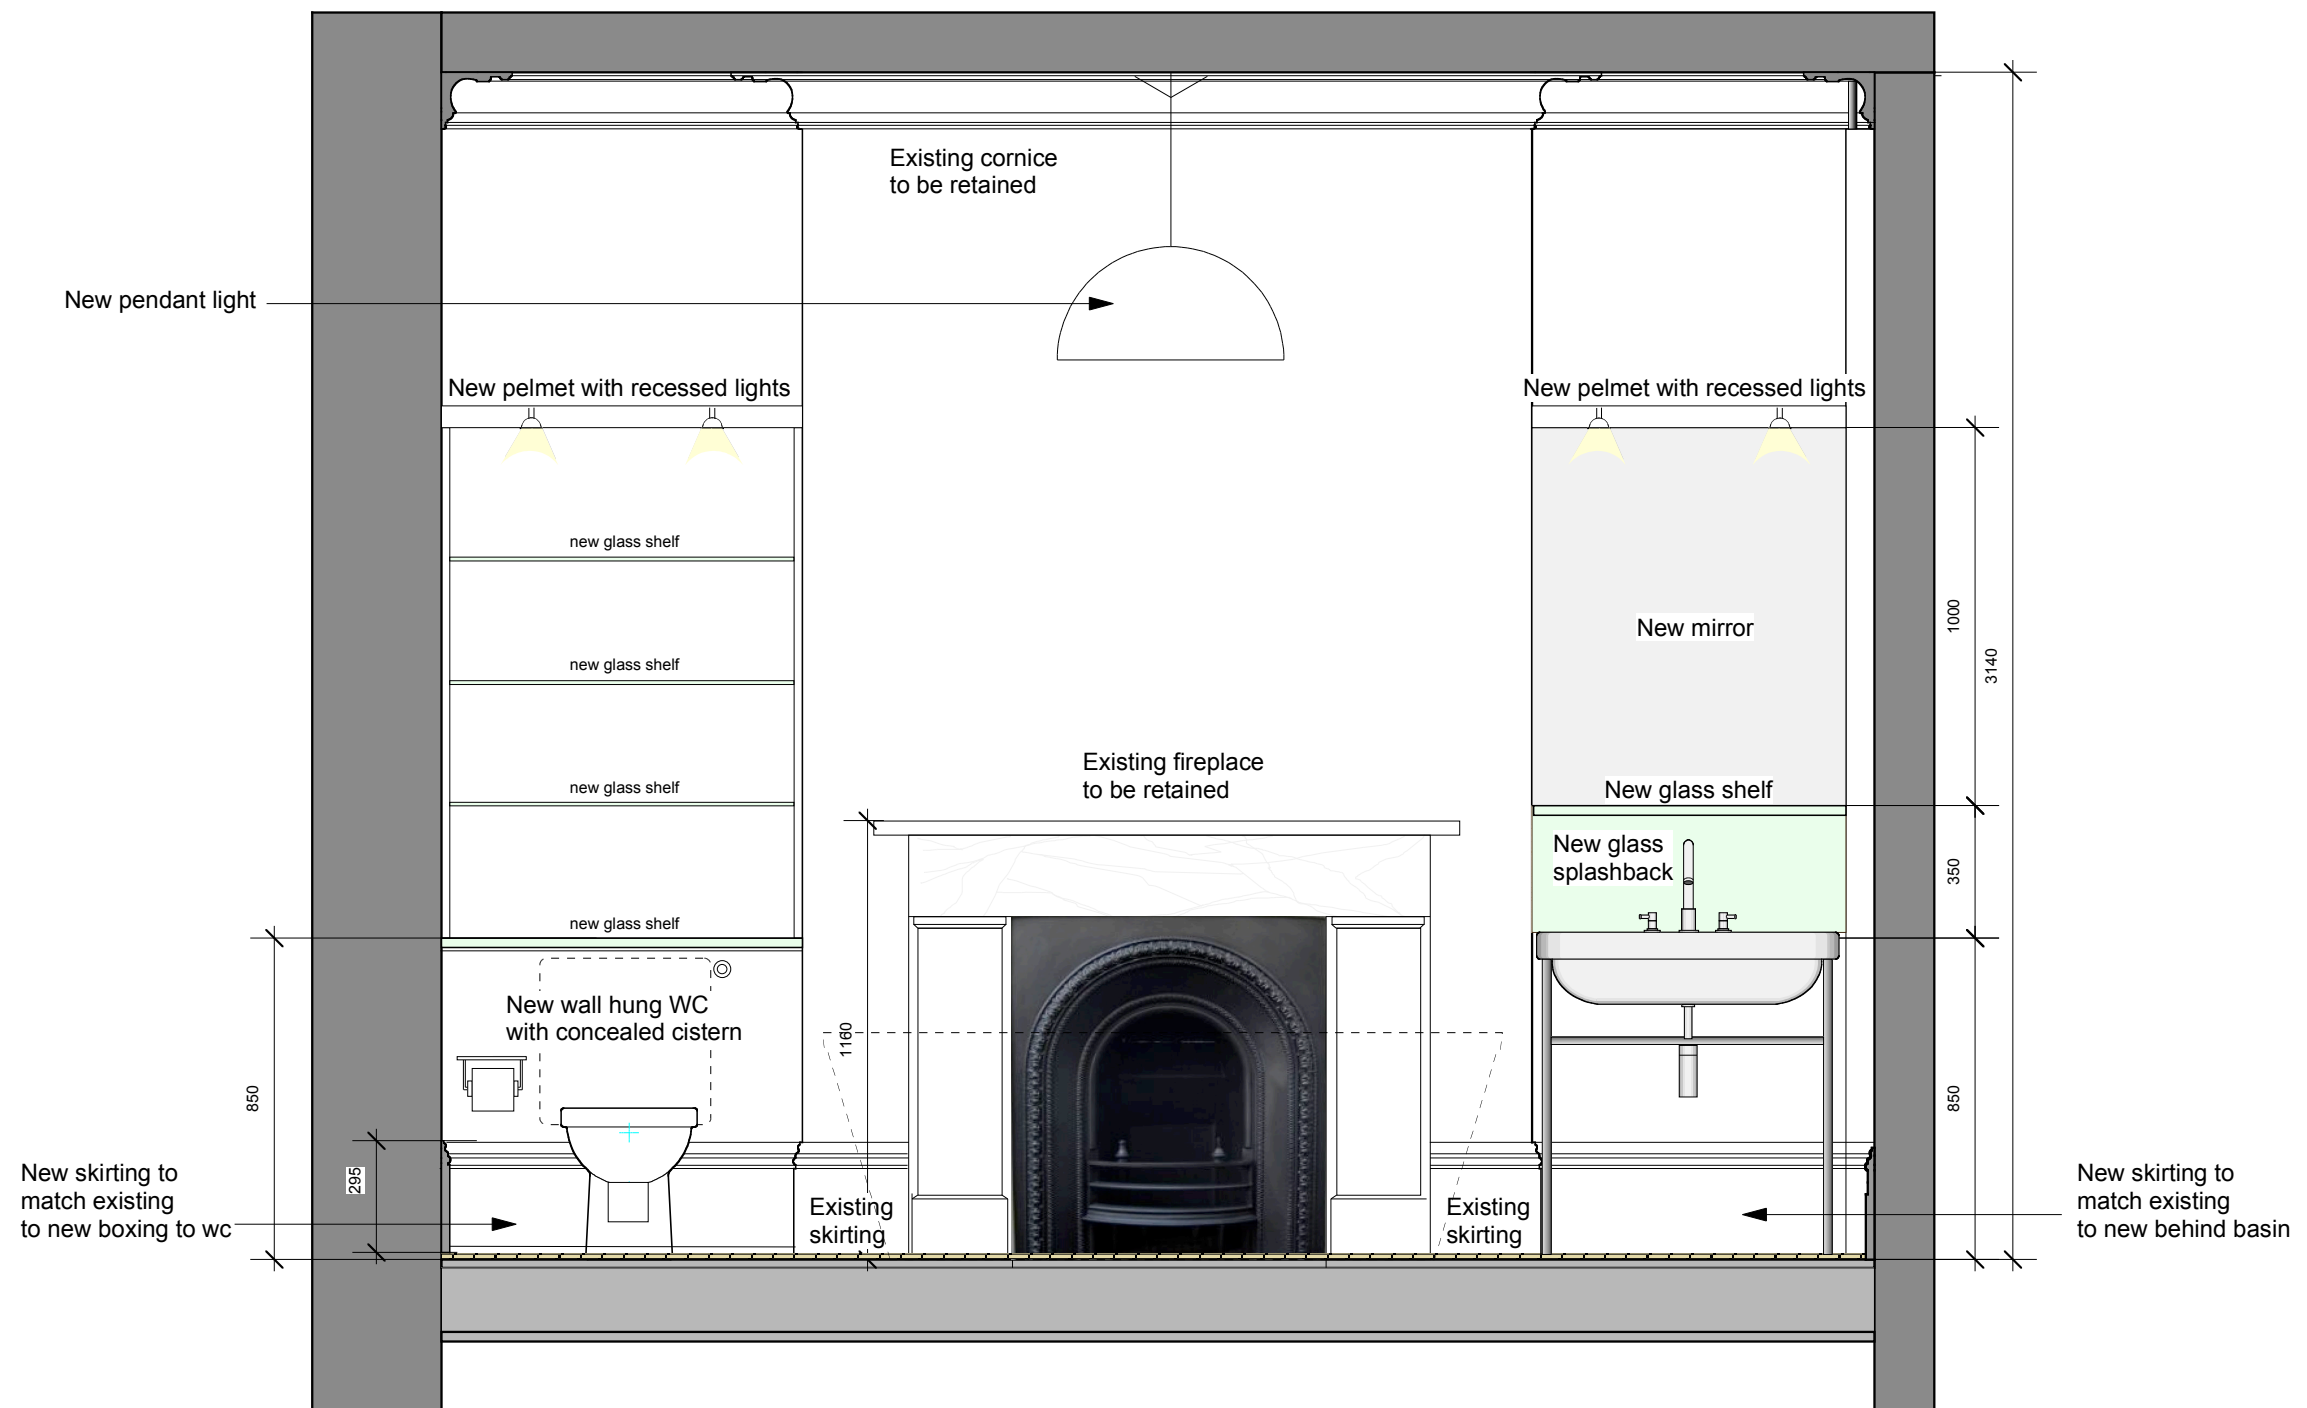 Existing cornice
to be retained
New pendant light
New pelmet with recessed lights
New pelmet with recessed lights
new glass shelf
new glass shelf
new glass shelf
new glass shelf
New mirror
1000
3140
Existing fireplace
to be retained
New glass shelf
New glass
splashback
350
New wall hung WC
with concealed cistern
1160
850
850
295
New skirting to
match existing
to new boxing to wc
Existing
skirting
Existing
skirting
New skirting to
match existing
to new behind basin